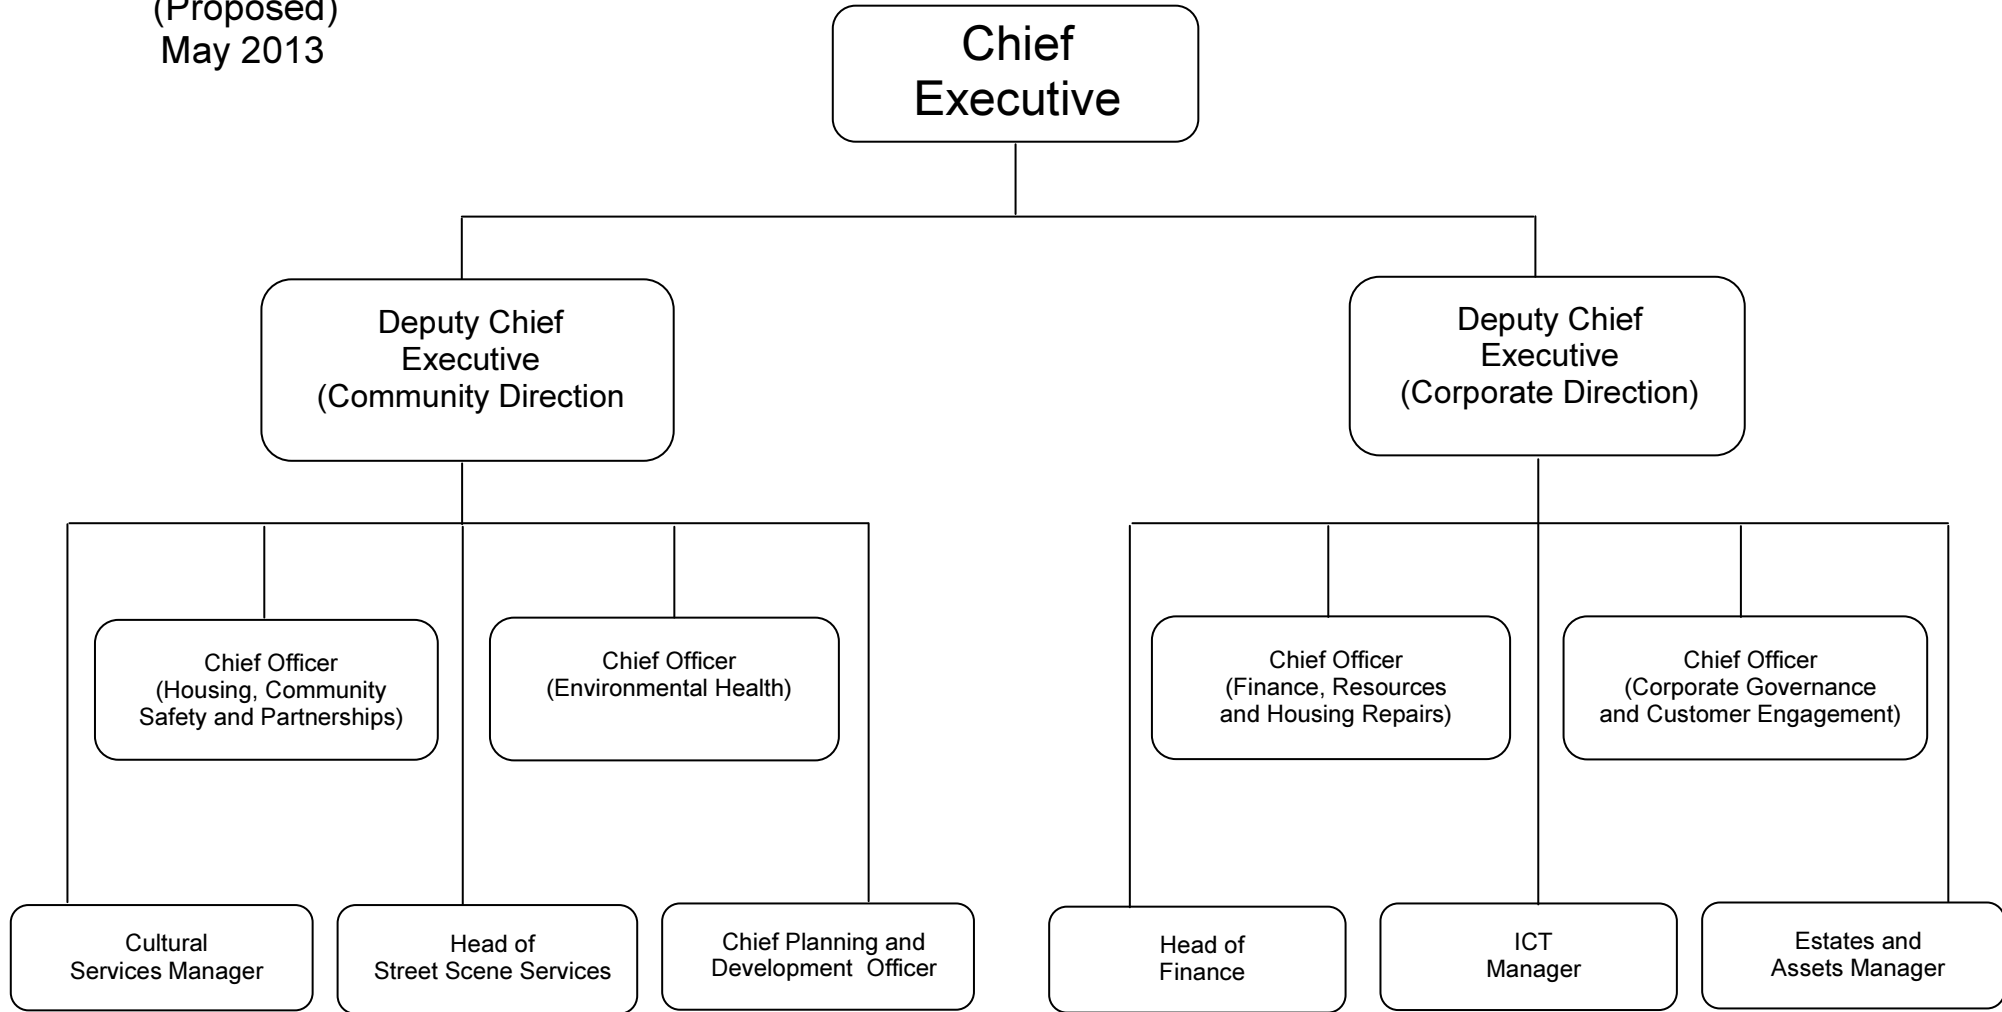 (Proposed)
May 2013
Chief
Executive
Deputy Chief
Executive
(Community Direction
Deputy Chief
Executive
(Corporate Direction)
Chief Officer
(Housing, Community
Safety and Partnerships)
Chief Officer
(Environmental Health)
Chief Officer
(Finance, Resources
and Housing Repairs)
Chief Officer
(Corporate Governance
and Customer Engagement)
Cultural
Services Manager
Head of
Street Scene Services
Chief Planning and
Development Officer
Head of
Finance
ICT
Manager
Estates and
Assets Manager